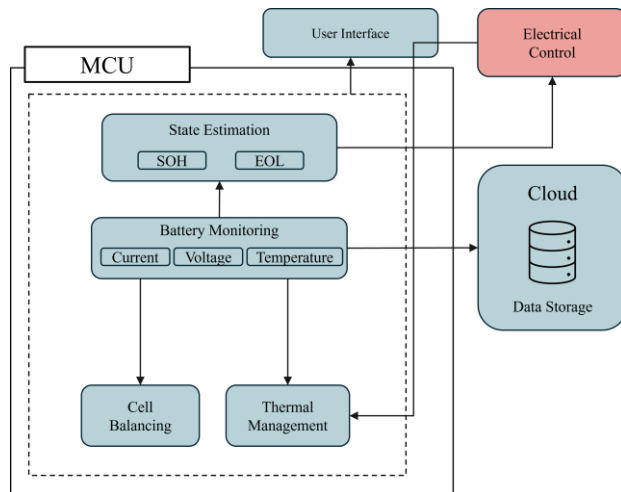 User Interface
Electrical
Control
MCU
State Estimation
SOH
EOL
Battery Monitoring
Current
Voltage
Temperature
Cloud
Data Storage
Cell
Balancing
Thermal
Management